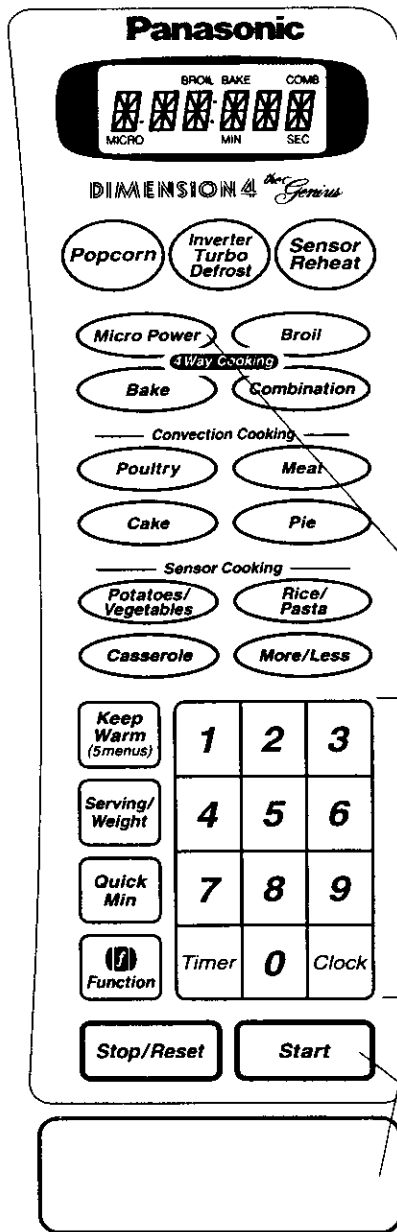 Panasonic
BROIL BAKE COMB
MICRO MIN SEC
DIMENSION 4 the Genius
Popcorn
Inverter
Turbo
Defrost
Sensor
Reheat
Micro Power
Broil
4 Way Cooking
Bake
Combination
Convection Cooking
Poultry
Meat
Cake
Pie
Sensor Cooking
Potatoes/
Vegetables
Rice/
Pasta
Casserole
More/Less
Keep
Warm
(5menus)
1 2 3
Serving/
Weight
4 5 6
Quick
Min
7 8 9
(f)
Function
Timer 0 Clock
Stop/Reset
Start